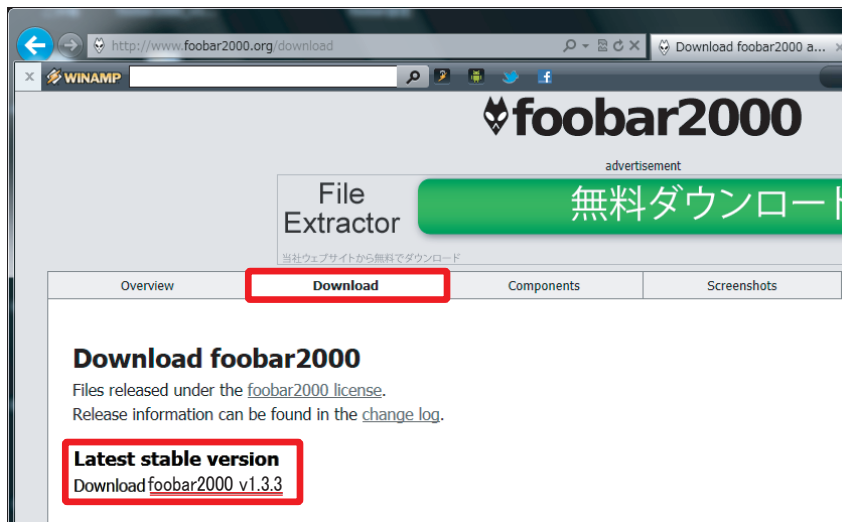 http://www.foobar2000.org/download
Download foobar2000 a...
WINAMP
foobar2000
advertisement
File
Extractor
無料ダウンロード
当社ウェブサイトから無料でダウンロード
Overview
Download
Components
Screenshots
Download foobar2000
Files released under the foobar2000 license.
Release information can be found in the change log.
Latest stable version
Download foobar2000 v1.3.3